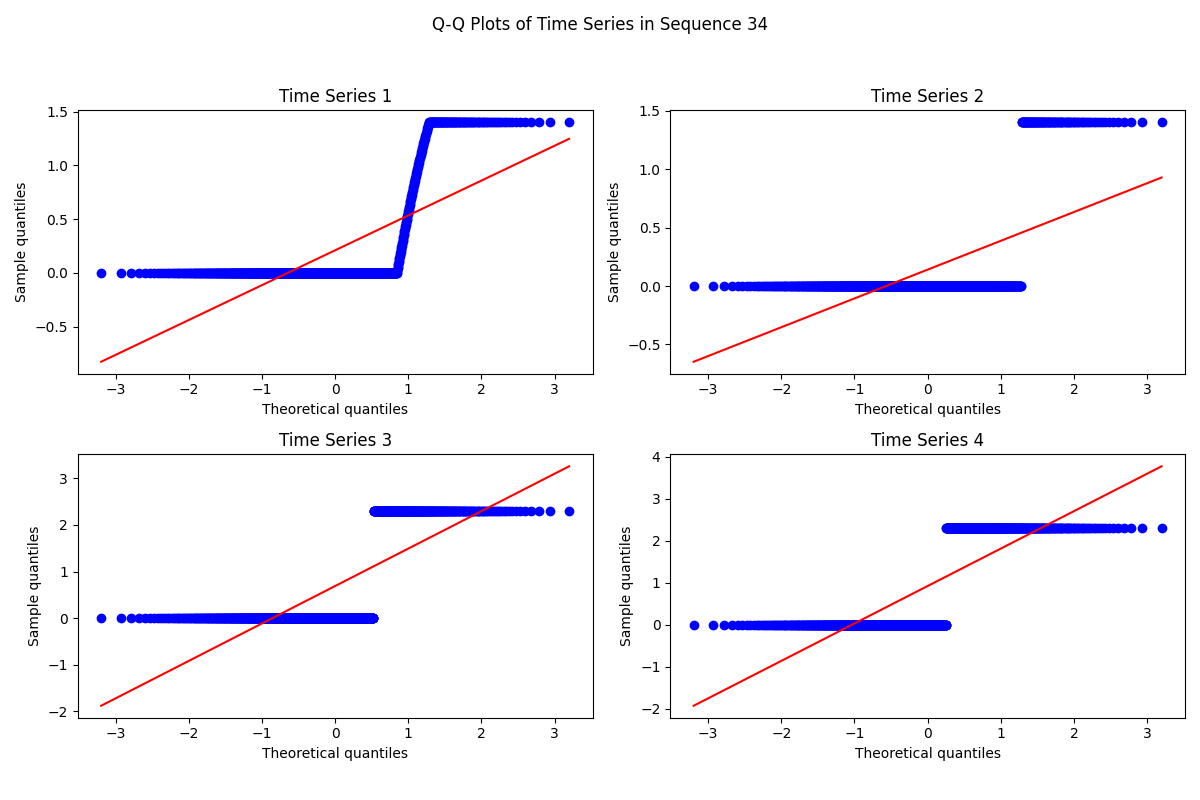 Q-Q Plots of Time Series in Sequence 34
Time Series 1
1.5
1.0
0.5
0.0
−0.5
Sample quantiles
−3 −2 −1 0 1 2 3
Theoretical quantiles
Time Series 2
1.5
1.0
0.5
0.0
−0.5
Sample quantiles
−3 −2 −1 0 1 2 3
Theoretical quantiles
Time Series 3
3
2
1
0
−1
−2
Sample quantiles
−3 −2 −1 0 1 2 3
Theoretical quantiles
Time Series 4
4
3
2
1
0
−1
−2
Sample quantiles
−3 −2 −1 0 1 2 3
Theoretical quantiles